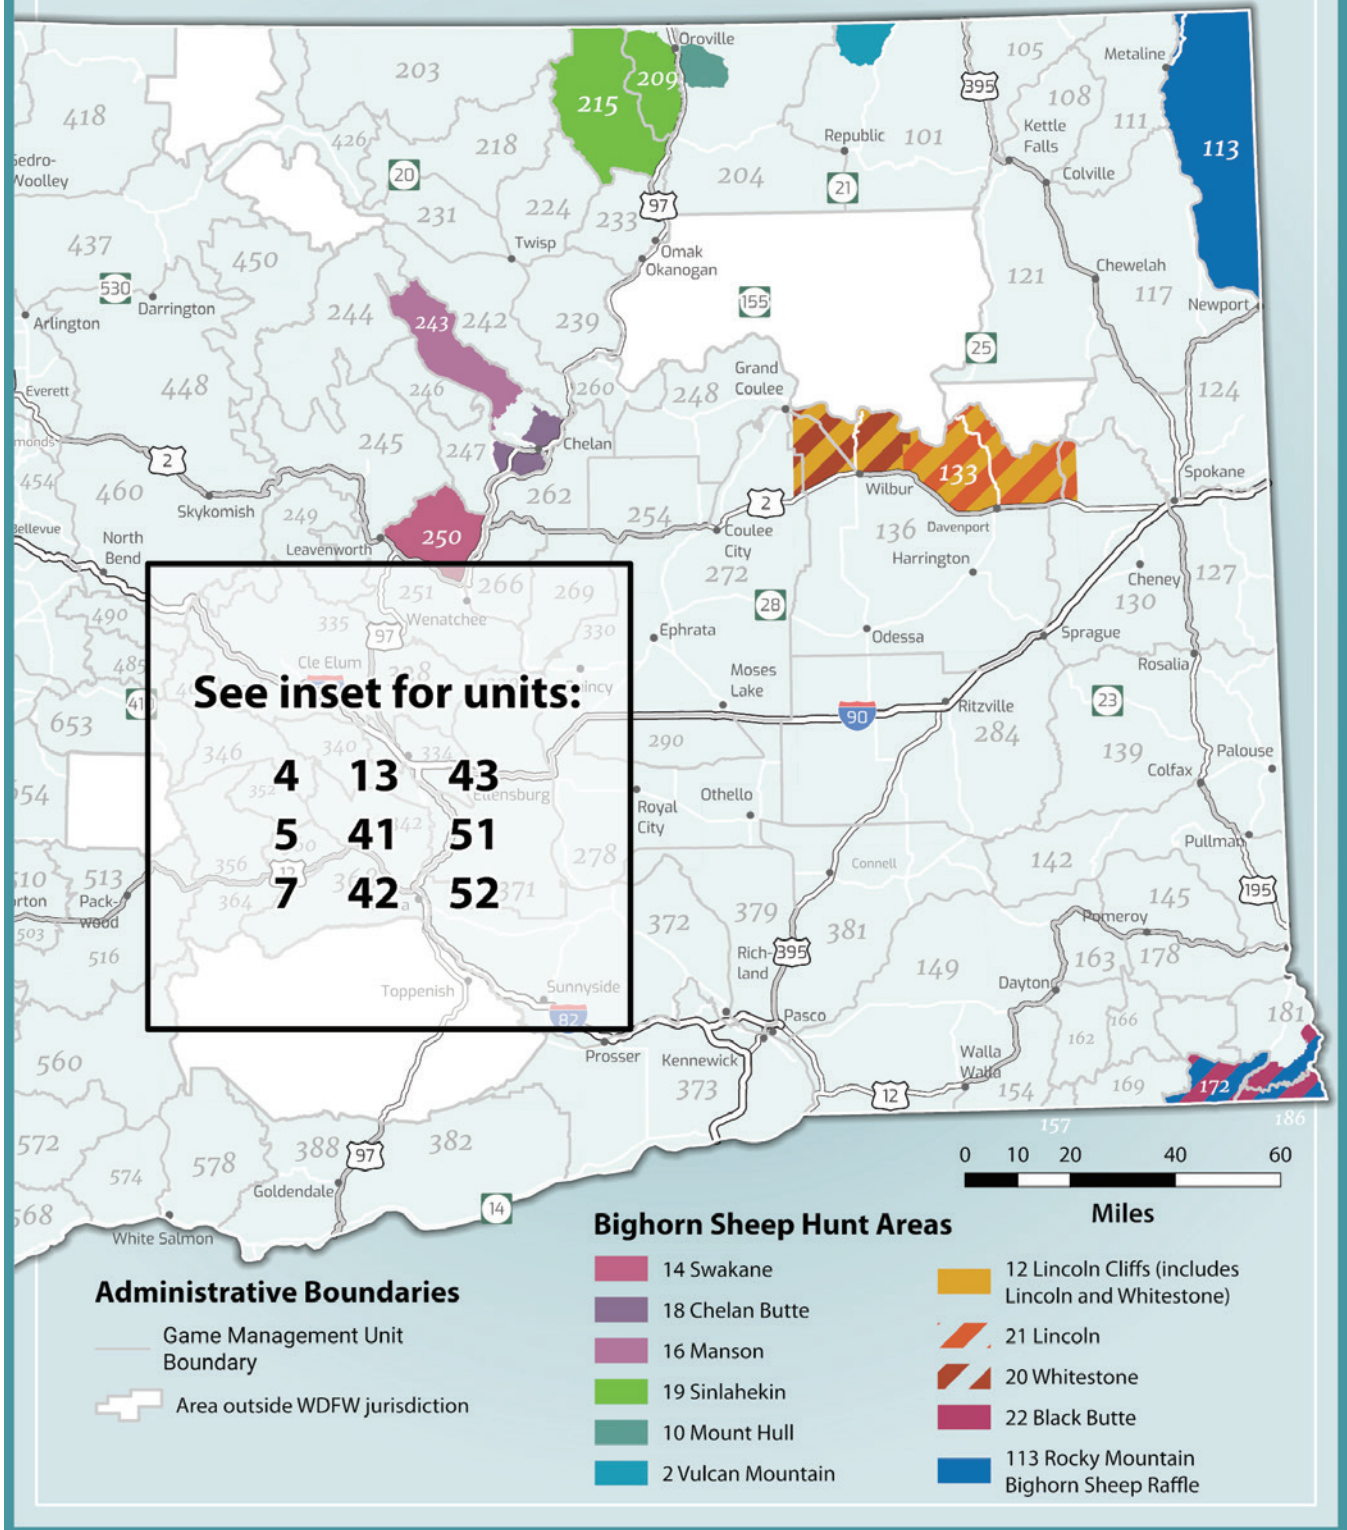 Oroville
105
Metaline
203
209
395
215
108
418
111
Kettle
Falls
Republic
101
426
218
113
Sedro-
Woolley
20
Colville
204
21
224
97
231
233
437
Twisp
Omak
450
Okanogan
Chewelah
121
530
Darrington
155
117
Newport
244
243
242
239
Arlington
25
Grand
Coulee
Everett
448
246
260
248
124
245
247
Chelan
2
133
Spokane
454
460
Wilbur
262
2
Skykomish
249
254
Davenport
250
136
North
Bend
Leavenworth
Coulee
City
Harrington
251
266
269
272
Cheney
127
130
490
335
Wenatchee
28
97
330
Ephrata
Odessa
Sprague
Cle Elum
Rosalia
485
328
Moses
Lake
410
See inset for units:
23
653
90
Ritzville
346
340
334
290
284
139
Palouse
4 13 43
Colfax
352
Ellensburg
Othello
Royal
City
5 41 51
342
Pullman
356
278
Connell
142
7 42 52
513
364
371
145
195
Pack-
wood
372
379
Pomeroy
503
381
395
516
Rich-
land
149
163
178
Toppenish
Sunnyside
Dayton
82
Pasco
181
166
560
Prosser
Kennewick
Walla
Walla
162
373
12
154
169
172
157
186
572
388
97
382
574
578
Goldendale
568
14
White Salmon
0 10 20 40 60
Miles
Bighorn Sheep Hunt Areas
14 Swakane
18 Chelan Butte
16 Manson
19 Sinlahekin
10 Mount Hull
2 Vulcan Mountain
12 Lincoln Cliffs (includes
Lincoln and Whitestone)
21 Lincoln
20 Whitestone
22 Black Butte
113 Rocky Mountain
Bighorn Sheep Raffle
Administrative Boundaries
Game Management Unit
Boundary
Area outside WDFW jurisdiction